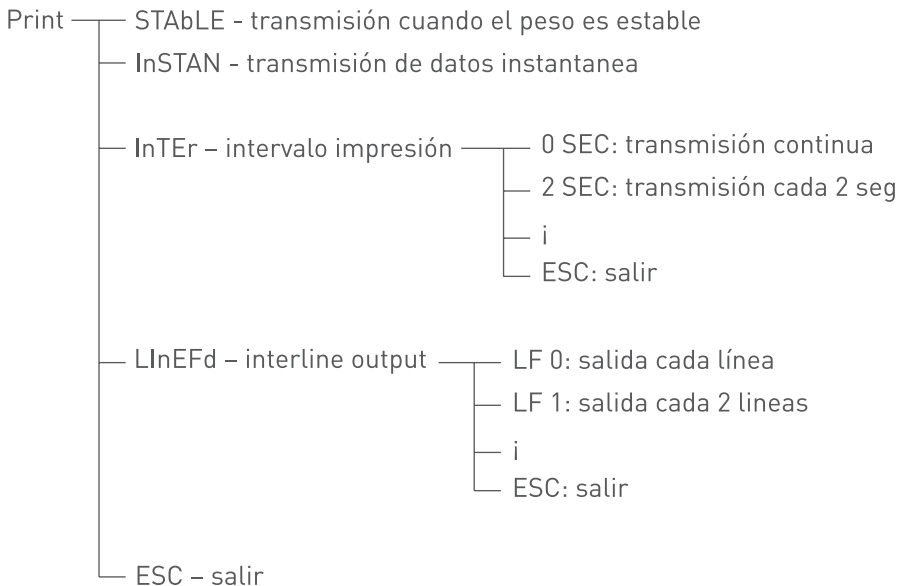 Print
STAbLE - transmisión cuando el peso es estable
InSTAN - transmisión de datos instantanea
InTEr – intervalo impresión
0 SEC: transmisión continua
2 SEC: transmisión cada 2 seg
i
ESC: salir
LInEFd – interline output
LF 0: salida cada línea
LF 1: salida cada 2 lineas
i
ESC: salir
ESC – salir